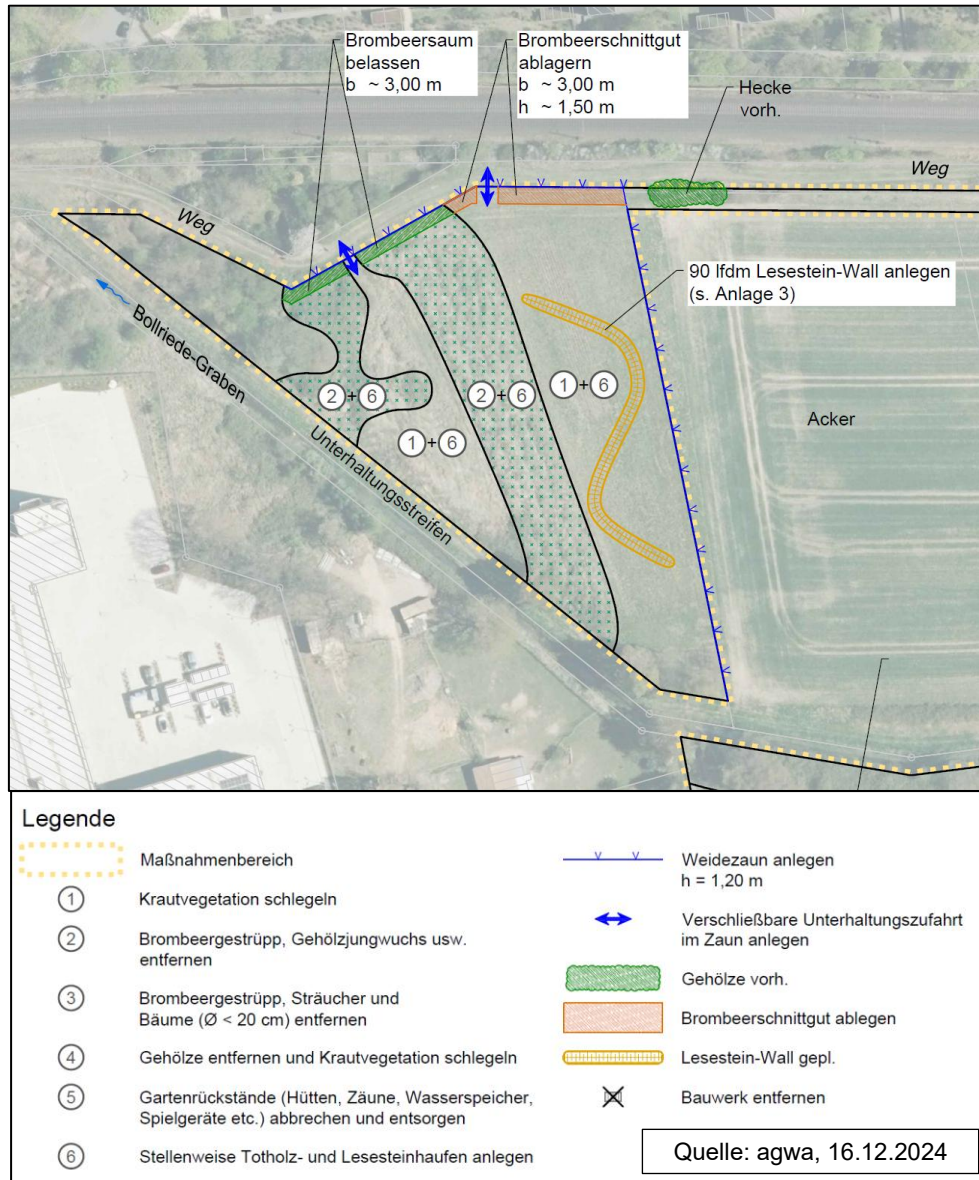 Brombeersaum
belassen
b ~ 3,00 m
Brombeerschnittgut
ablagern
b ~ 3,00 m
h ~ 1,50 m
Hecke
vorh.
Weg
Weg
90 lfdm Lesestein-Wall anlegen
(s. Anlage 3)
Bollriede-Graben
2+6
2+6
1+6
1+6
Acker
Unterhaltungsstreifen
Legende
Maßnahmenbereich
1 Krautvegetation schlegeln
2 Brombeergestrüpp, Gehölzjungwuchs usw.
entfernen
3 Brombeergestrüpp, Sträucher und
Bäume (Ø < 20 cm) entfernen
4 Gehölze entfernen und Krautvegetation schlegeln
5 Gartenrückstände (Hütten, Zäune, Wasserspeicher,
Spielgeräte etc.) abbrechen und entsorgen
6 Stellenweise Totholz- und Lesesteinhaufen anlegen
Weidezaun anlegen
h = 1,20 m
Verschließbare Unterhaltungszufahrt
im Zaun anlegen
Gehölze vorh.
Brombeerschnittgut ablegen
Lesestein-Wall gepl.
Bauwerk entfernen
Quelle: agwa, 16.12.2024